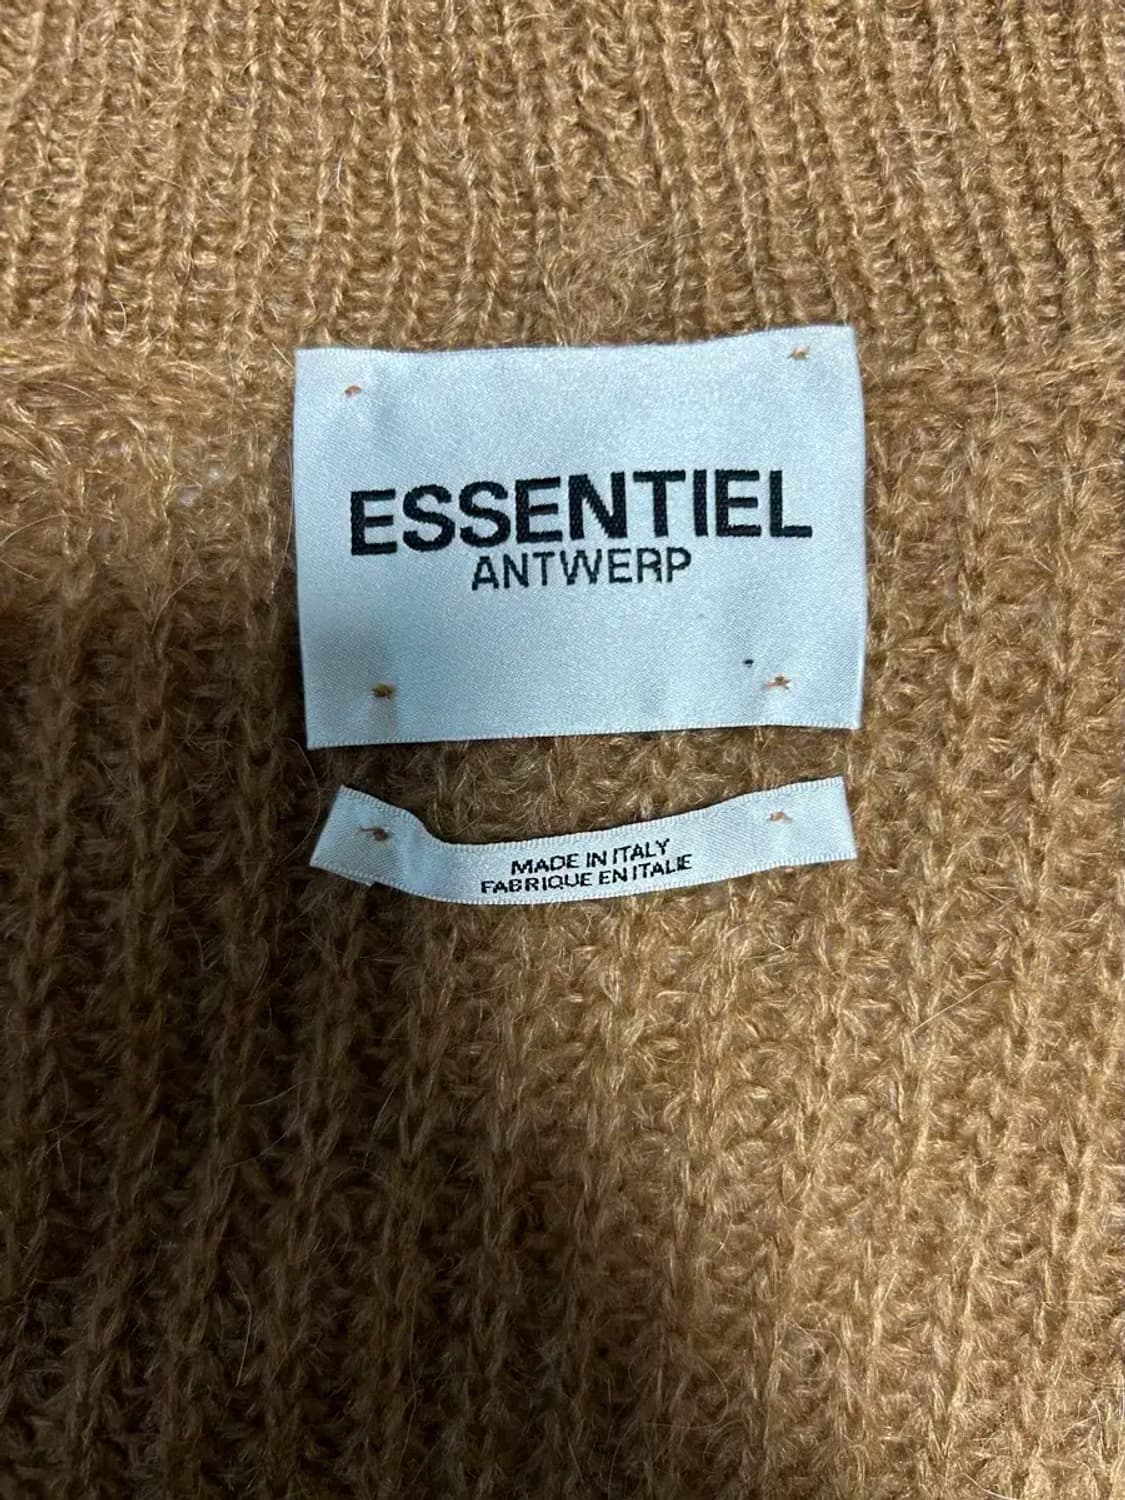 ESSENTIEL
ANTWERP
MADE IN ITALY
FABRIQUE EN ITALIE